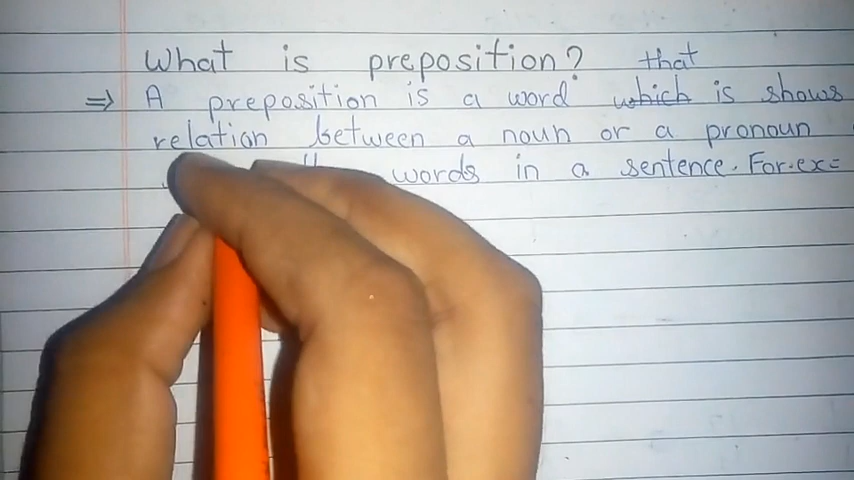 What is preposition? that
⇒ A preposition is a word which is shows
relation between a noun or a pronoun
words in a sentence. For-ex=